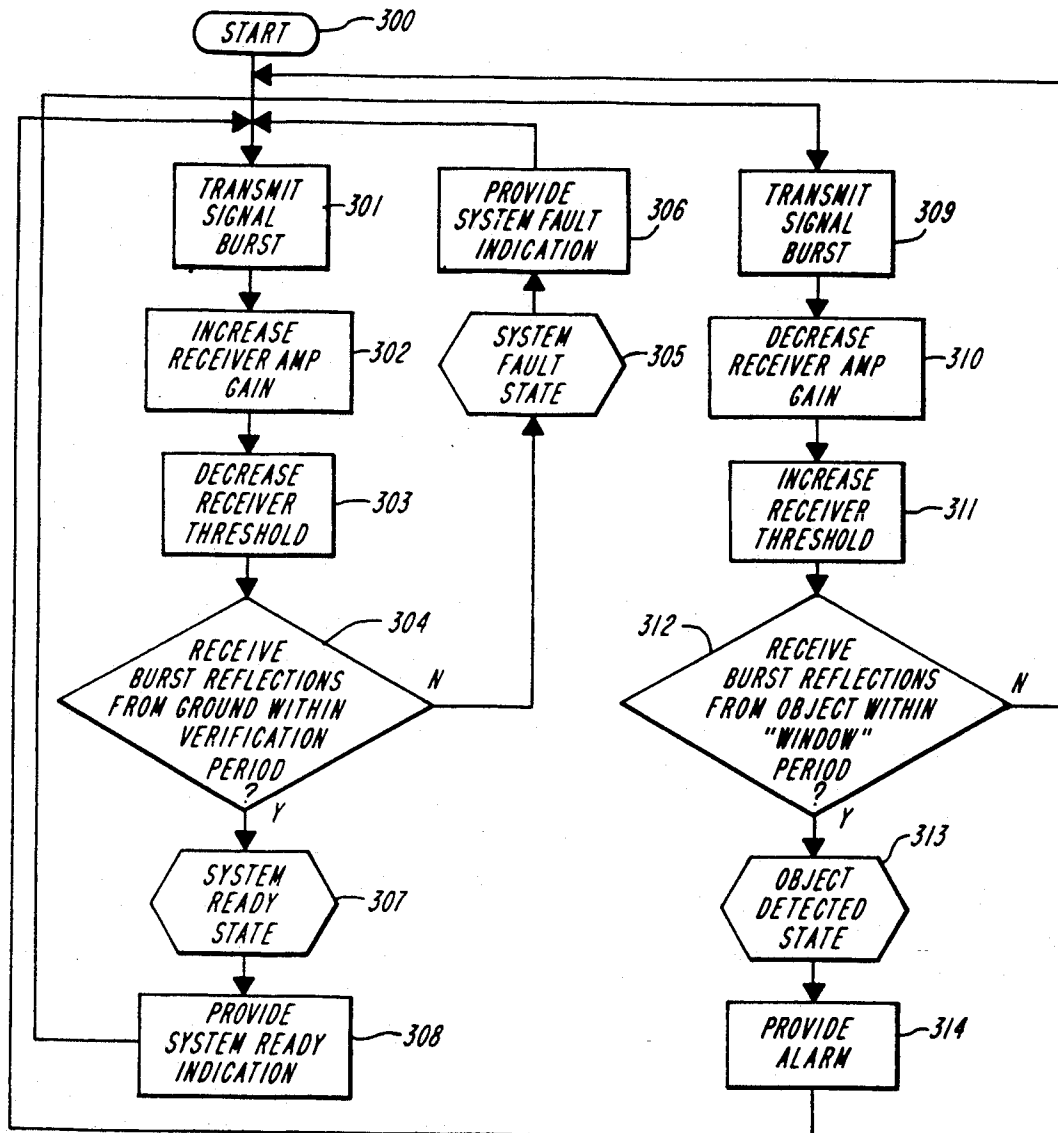 START
300
TRANSMIT
SIGNAL
BURST
301
INCREASE
RECEIVER AMP
GAIN
302
DECREASE
RECEIVER
THRESHOLD
303
304
RECEIVE
BURST REFLECTIONS
FROM GROUND WITHIN
VERIFICATION
PERIOD
?
N
Y
SYSTEM
READY
STATE
307
PROVIDE
SYSTEM READY
INDICATION
308
PROVIDE
SYSTEM FAULT
INDICATION
306
SYSTEM
FAULT
STATE
305
TRANSMIT
SIGNAL
BURST
309
DECREASE
RECEIVER AMP
GAIN
310
INCREASE
RECEIVER
THRESHOLD
311
312
RECEIVE
BURST REFLECTIONS
FROM OBJECT WITHIN
"WINDOW"
PERIOD
?
N
Y
313
OBJECT
DETECTED
STATE
PROVIDE
ALARM
314